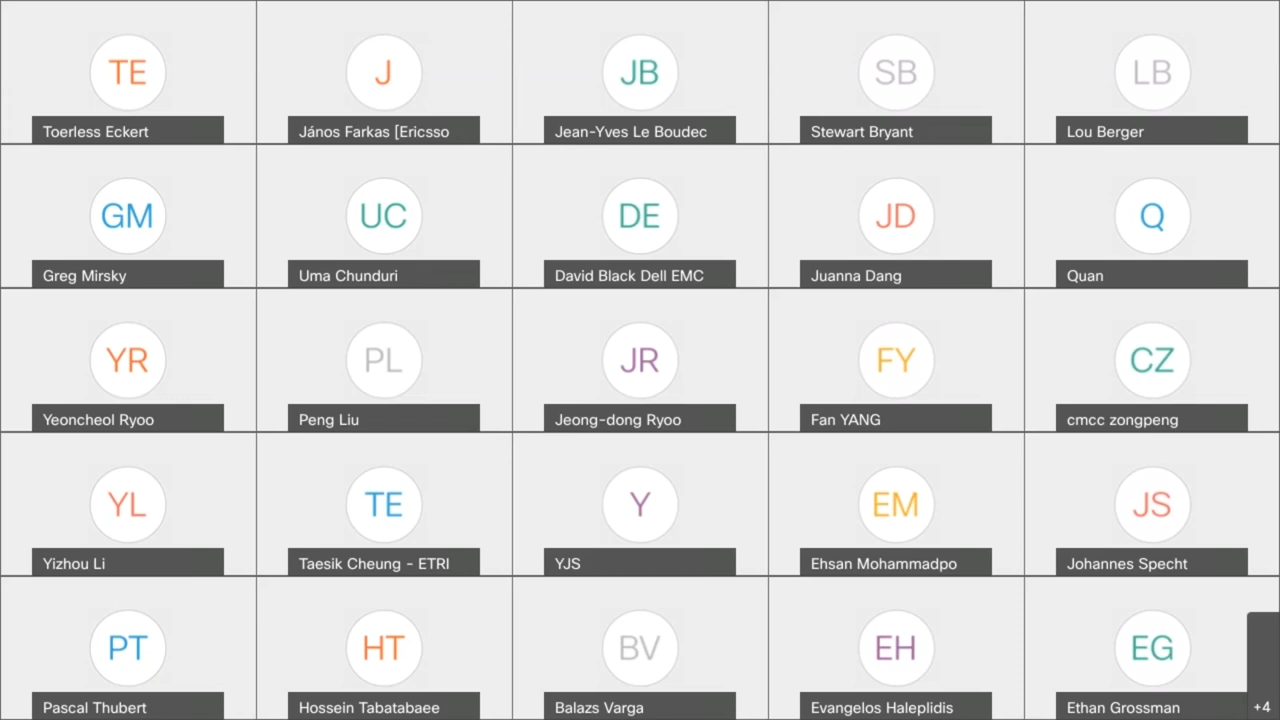 TE
Toerless Eckert
J
János Farkas [Ericsso
JB
Jean-Yves Le Boudec
SB
Stewart Bryant
LB
Lou Berger
GM
Greg Mirsky
UC
Uma Chunduri
DE
David Black Dell EMC
JD
Juanna Dang
Q
Quan
YR
Yeoncheol Ryoo
PL
Peng Liu
JR
Jeong-dong Ryoo
FY
Fan YANG
CZ
cmcc zongpeng
YL
Yizhou Li
TE
Taesik Cheung - ETRI
Y
YJS
EM
Ehsan Mohammadpo
JS
Johannes Specht
PT
Pascal Thubert
HT
Hossein Tabatabaee
BV
Balazs Varga
EH
Evangelos Haleplidis
EG
Ethan Grossman
+4